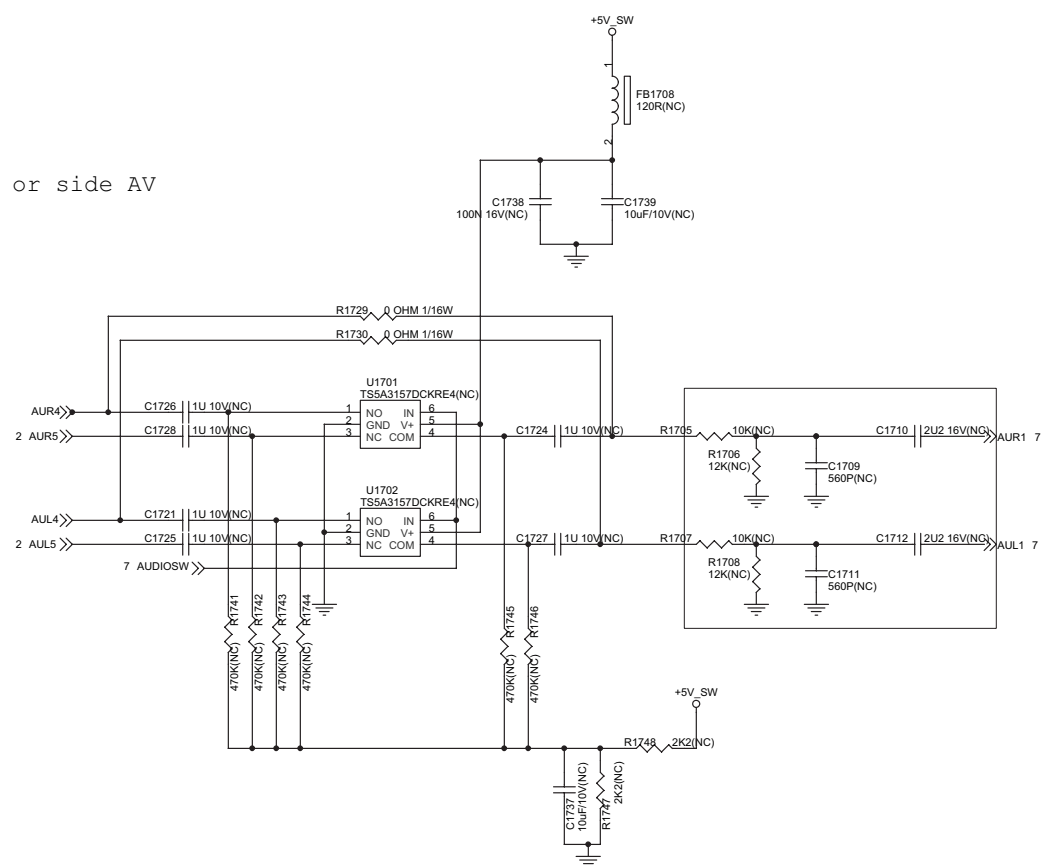 +5V_SW
1
FB1708
120R(NC)
2
or side AV
C1738
100N 16V(NC)
C1739
10uF/10V(NC)
R1729 0 OHM 1/16W
R1730 0 OHM 1/16W
U1701
TS5A3157DCKRE4(NC)
AUR4
C1726 1U 10V(NC)
1 NO IN 6
2 GND V+ 5
3 NC COM 4
2 AUR5
C1728 1U 10V(NC)
C1724 1U 10V(NC)
R1705 10K(NC)
C1710 2U2 16V(NC)
AUR1 7
R1706
12K(NC)
C1709
560P(NC)
U1702
TS5A3157DCKRE4(NC)
AUL4
C1721 1U 10V(NC)
1 NO IN 6
2 GND V+ 5
3 NC COM 4
2 AUL5
C1725 1U 10V(NC)
C1727 1U 10V(NC)
R1707 10K(NC)
C1712 2U2 16V(NC)
AUL1 7
7 AUDIOSW
R1708
12K(NC)
C1711
560P(NC)
R1741
470K(NC)
R1742
470K(NC)
R1743
470K(NC)
R1744
470K(NC)
R1745
470K(NC)
R1746
470K(NC)
+5V_SW
R1748 2K2(NC)
C1737
10uF/10V(NC)
R1747
2K2(NC)